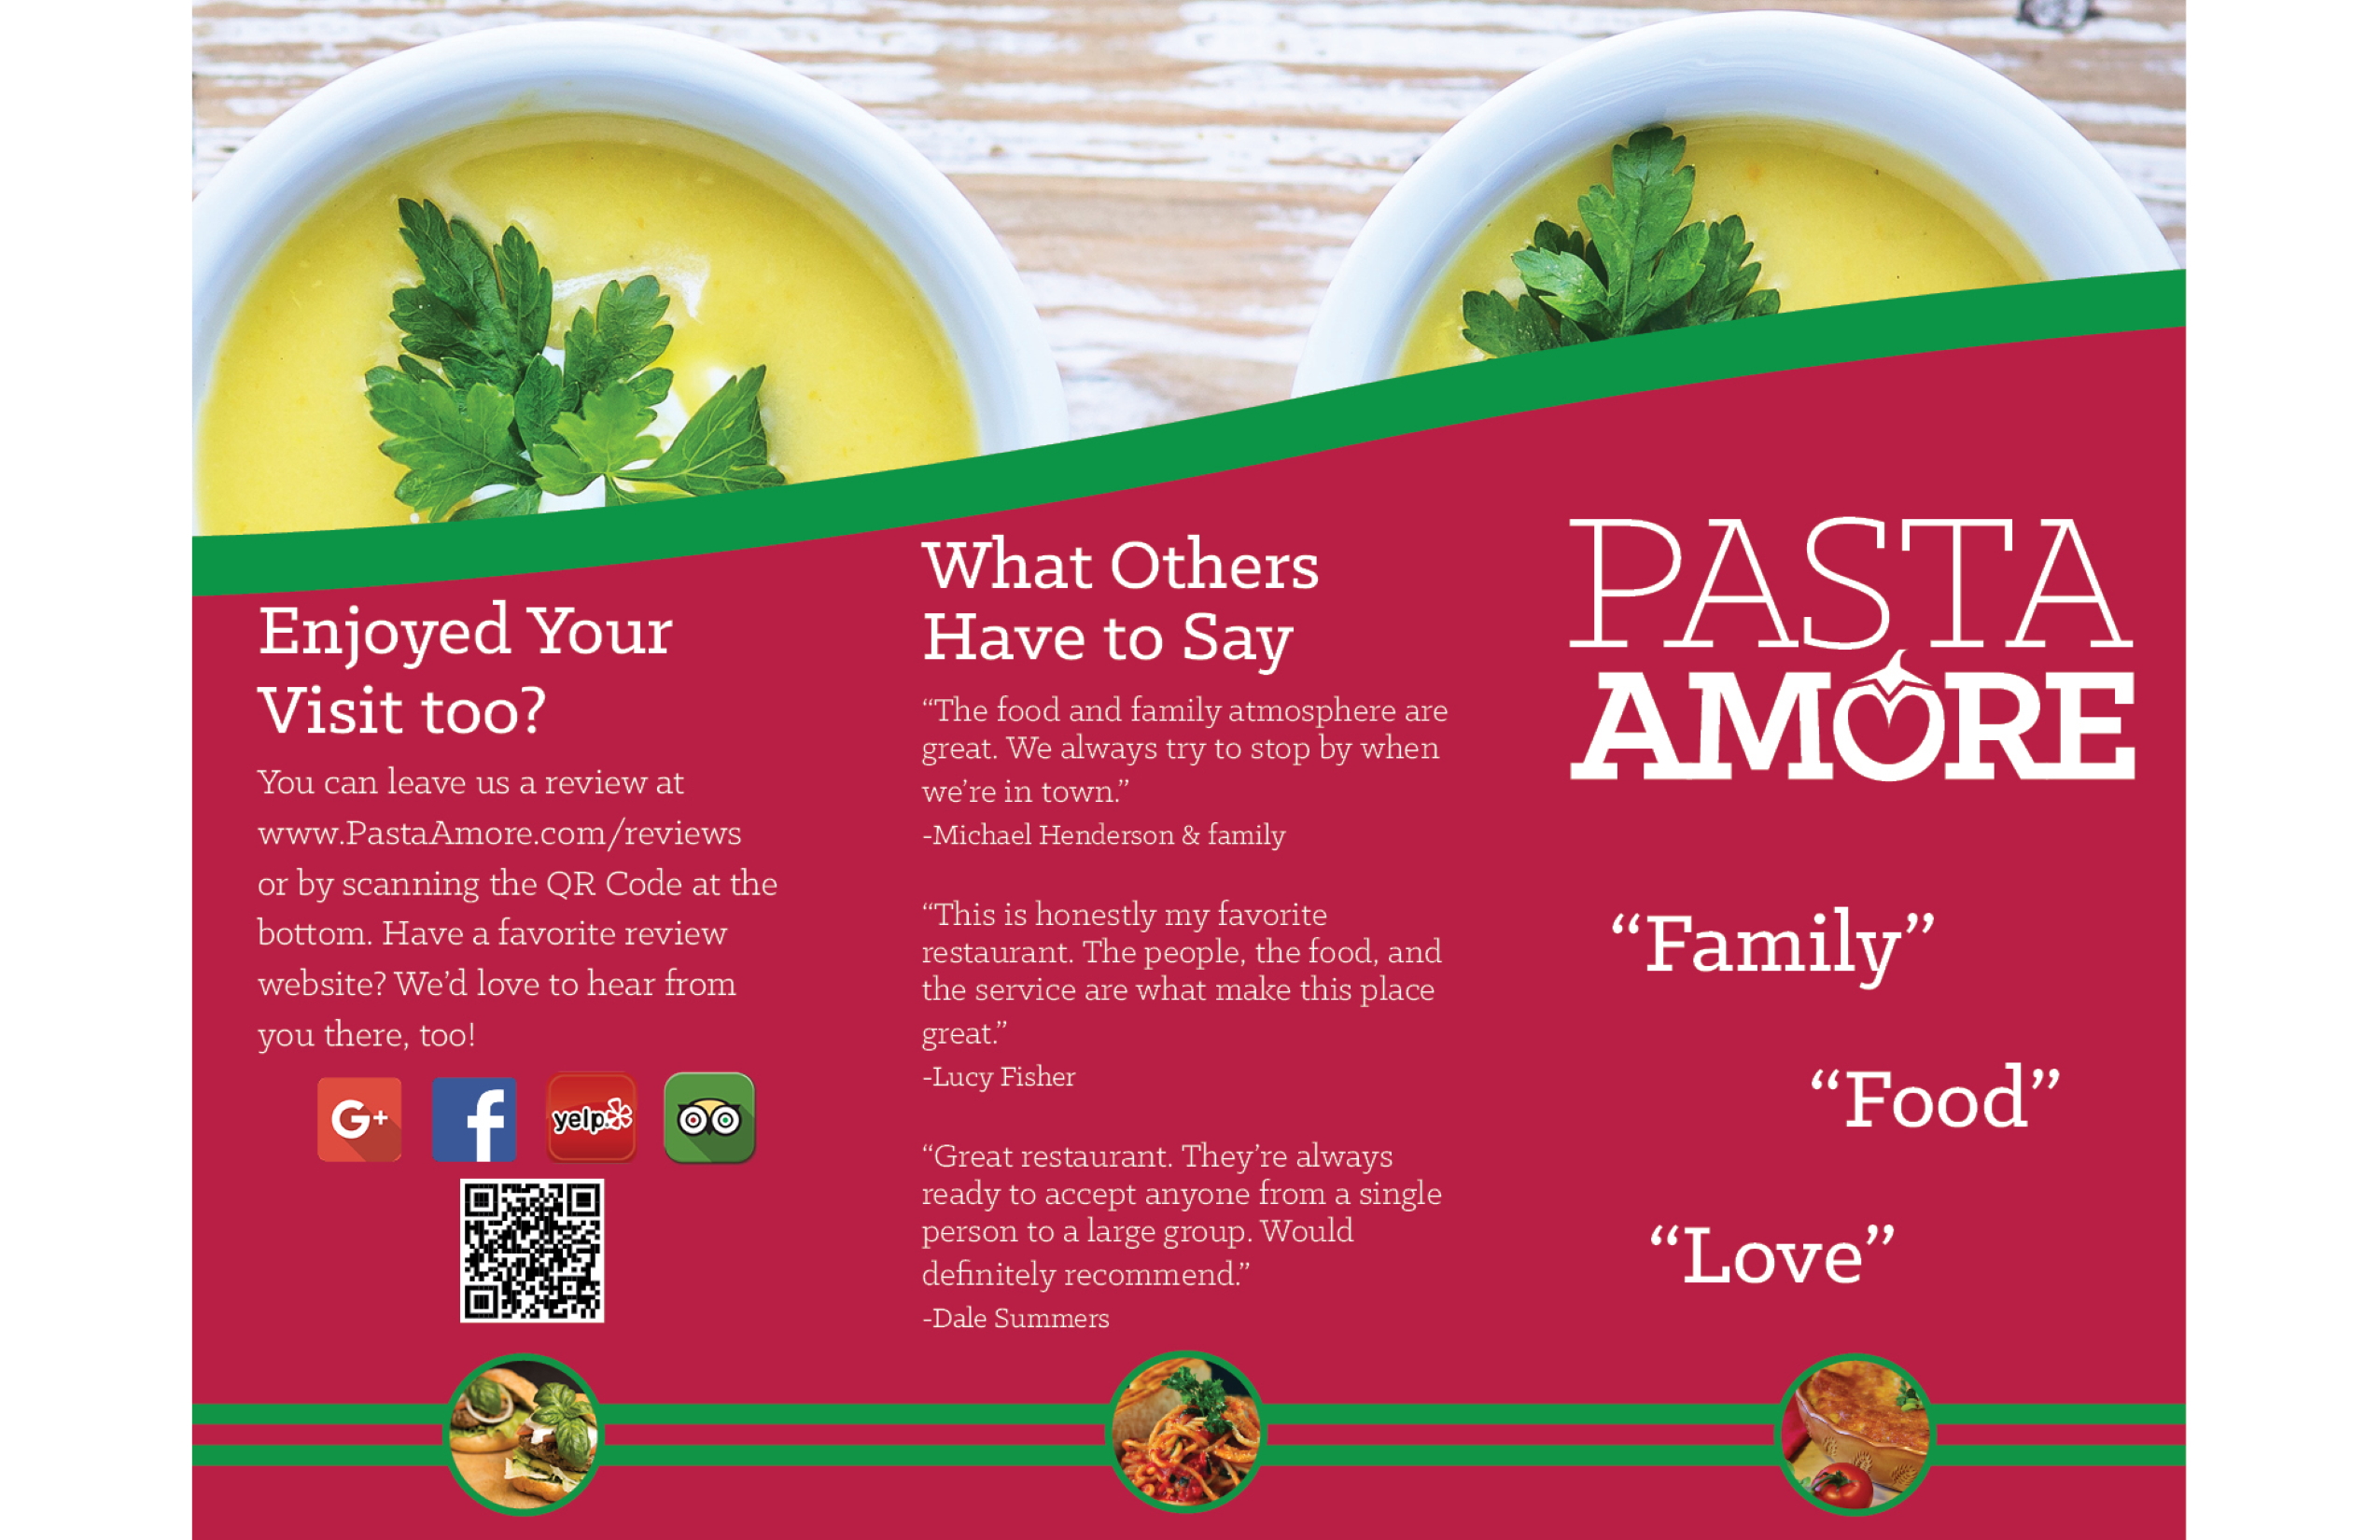 Enjoyed Your
Visit too?
You can leave us a review at
www.PastaAmore.com/reviews
or by scanning the QR Code at the
bottom. Have a favorite review
website? We’d love to hear from
you there, too!
G+ f yelp
What Others
Have to Say
“The food and family atmosphere are
great. We always try to stop by when
we’re in town.”
-Michael Henderson & family
“This is honestly my favorite
restaurant. The people, the food, and
the service are what make this place
great.”
-Lucy Fisher
“Great restaurant. They’re always
ready to accept anyone from a single
person to a large group. Would
definitely recommend.”
-Dale Summers
PASTA
AMORE
“Family”
“Food”
“Love”